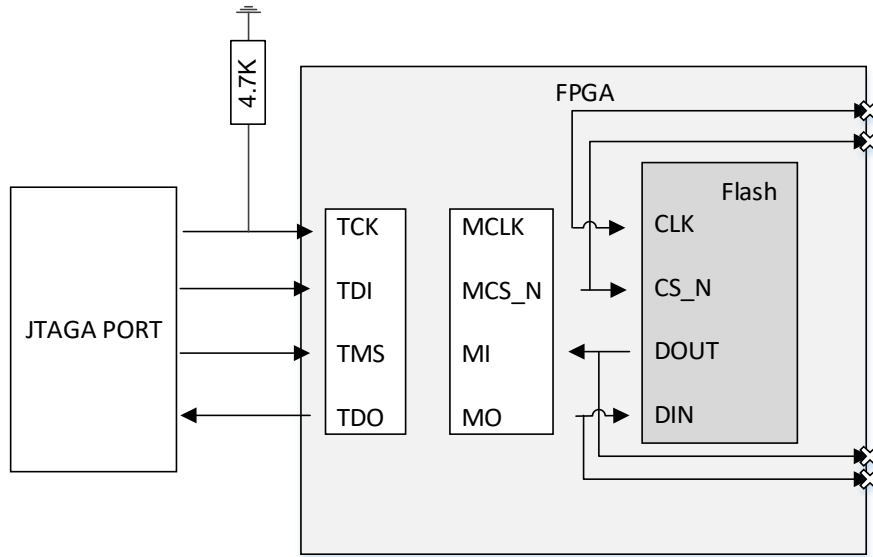 4.7K
FPGA
JTAGA PORT
TCK
TDI
TMS
TDO
MCLK
MCS_N
MI
MO
Flash
CLK
CS_N
DOUT
DIN